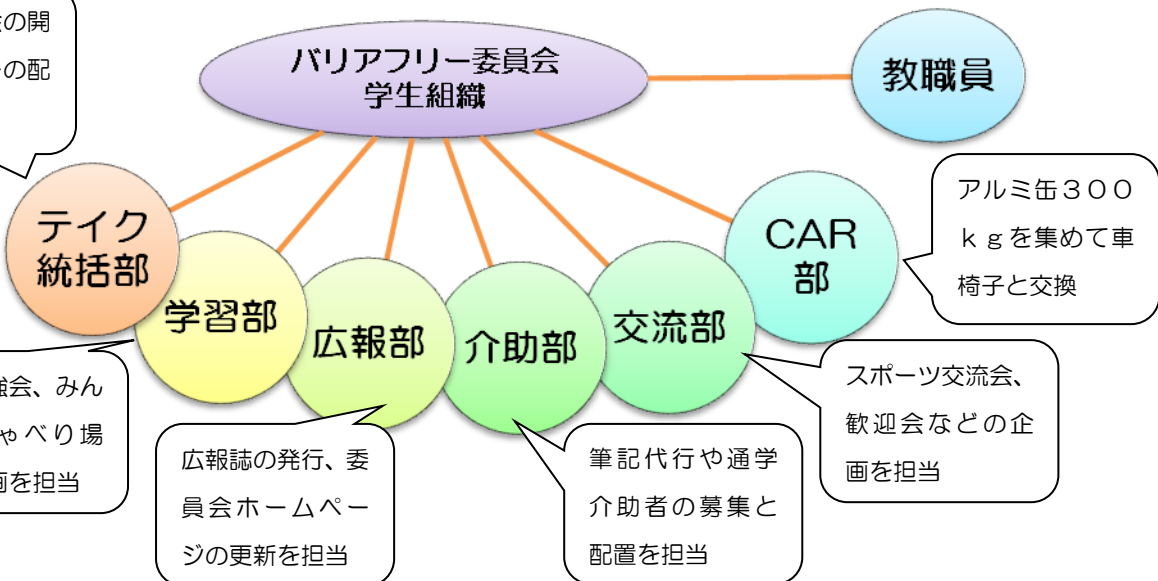 の開
の配
バリアフリー委員会
学生組織
教職員
テイク
統括部
学習部
広報部
介助部
交流部
CAR
部
アルミ缶３００
ｋｇを集めて車
椅子と交換
スポーツ交流会、
歓迎会などの企
画を担当
筆記代行や通学
介助者の募集と
配置を担当
広報誌の発行、委
員会ホームペー
ジの更新を担当
強会、みん
ゃべり場
画を担当